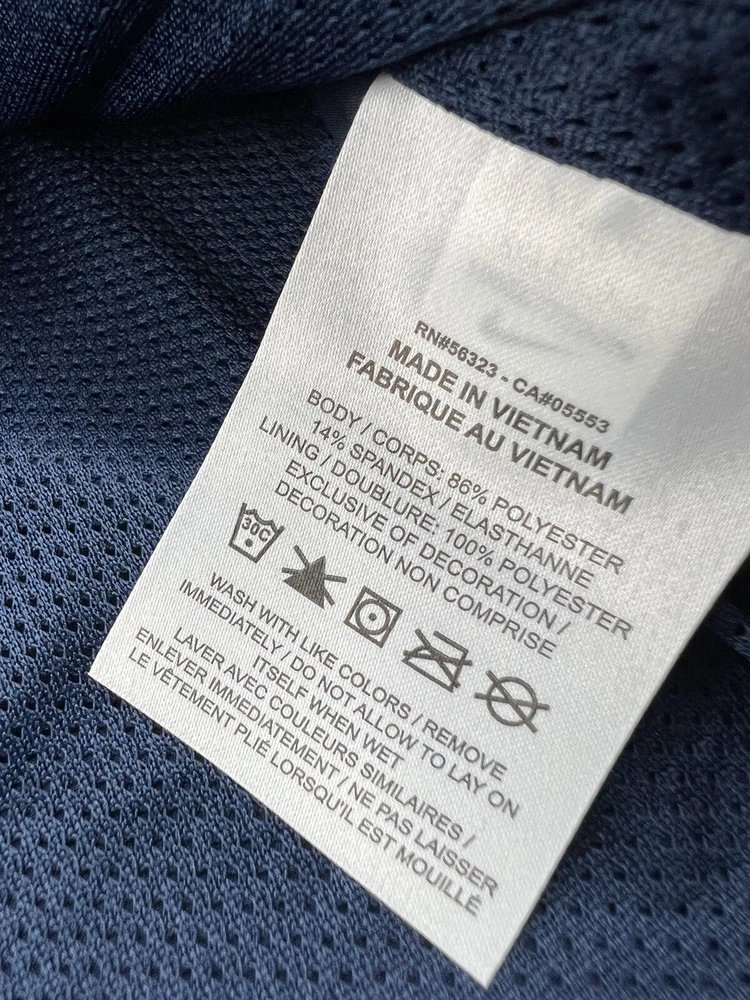 RN#56323 - CA#05553
MADE IN VIETNAM
FABRIQUE AU VIETNAM
BODY / CORPS: 86% POLYESTER
14% SPANDEX / ELASTHANNE
LINING / DOUBLURE: 100% POLYESTER
EXCLUSIVE OF DECORATION /
DECORATION NON COMPRISE
30C
WASH WITH LIKE COLORS / REMOVE
IMMEDIATELY / DO NOT ALLOW TO LAY ON
ITSELF WHEN WET
LAVER AVEC COULEURS SIMILAIRES /
ENLEVER IMMEDIATEMENT / NE PAS LAISSER
LE VÊTEMENT PLIÉ LORSQU'IL EST MOUILLÉ